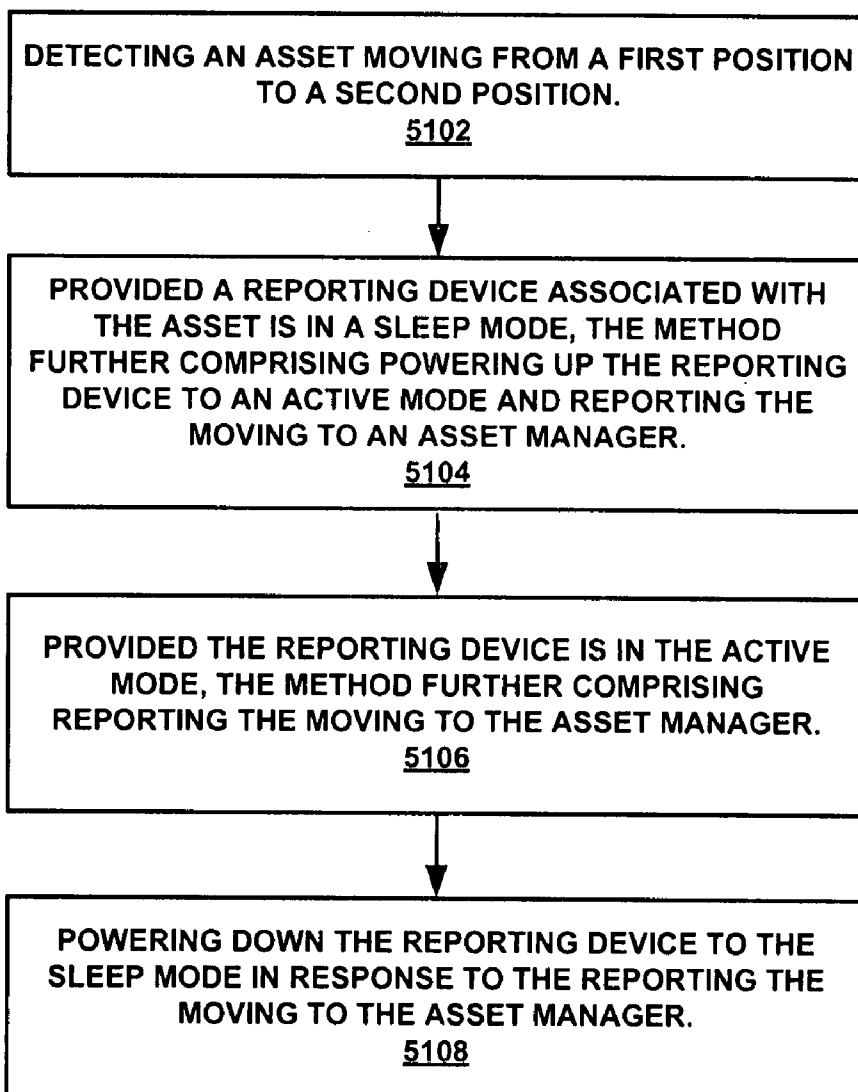 DETECTING AN ASSET MOVING FROM A FIRST POSITION
TO A SECOND POSITION.
5102
PROVIDED A REPORTING DEVICE ASSOCIATED WITH
THE ASSET IS IN A SLEEP MODE, THE METHOD
FURTHER COMPRISING POWERING UP THE REPORTING
DEVICE TO AN ACTIVE MODE AND REPORTING THE
MOVING TO AN ASSET MANAGER.
5104
PROVIDED THE REPORTING DEVICE IS IN THE ACTIVE
MODE, THE METHOD FURTHER COMPRISING
REPORTING THE MOVING TO THE ASSET MANAGER.
5106
POWERING DOWN THE REPORTING DEVICE TO THE
SLEEP MODE IN RESPONSE TO THE REPORTING THE
MOVING TO THE ASSET MANAGER.
5108